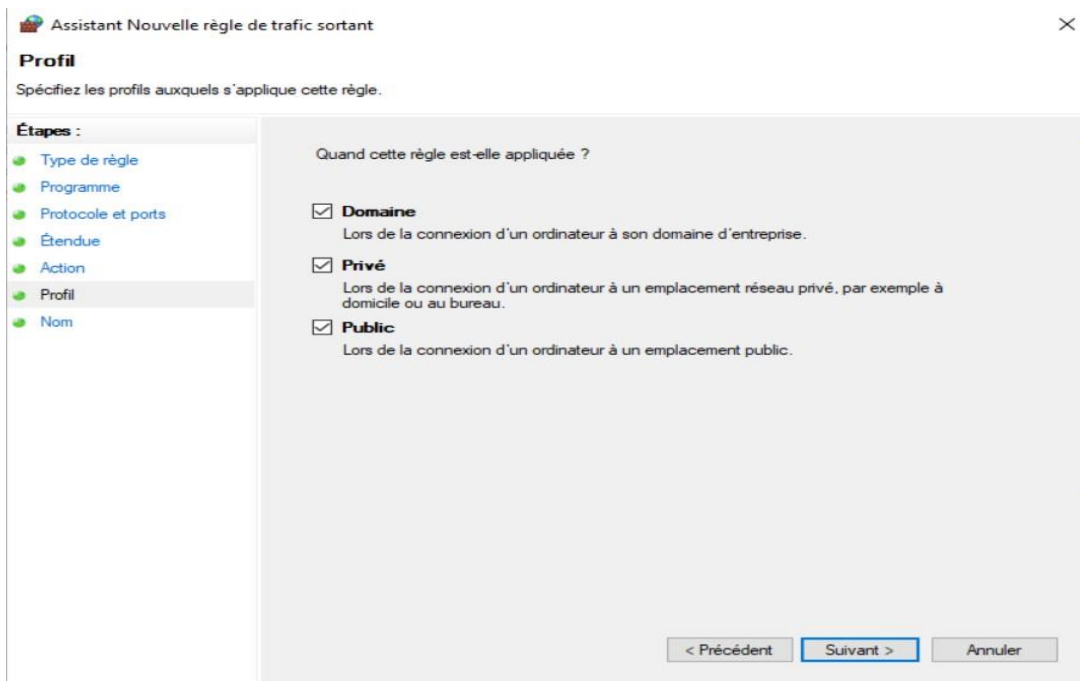 Assistant Nouvelle règle de trafic sortant
Profil
Spécifiez les profils auxquels s'applique cette règle.
Étapes :
Type de règle
Programme
Protocole et ports
Étendue
Action
Profil
Nom
Quand cette règle est-elle appliquée ?
Domaine
Lors de la connexion d'un ordinateur à son domaine d'entreprise.
Privé
Lors de la connexion d'un ordinateur à un emplacement réseau privé, par exemple à
domicile ou au bureau.
Public
Lors de la connexion d'un ordinateur à un emplacement public.
< Précédent
Suivant >
Annuler